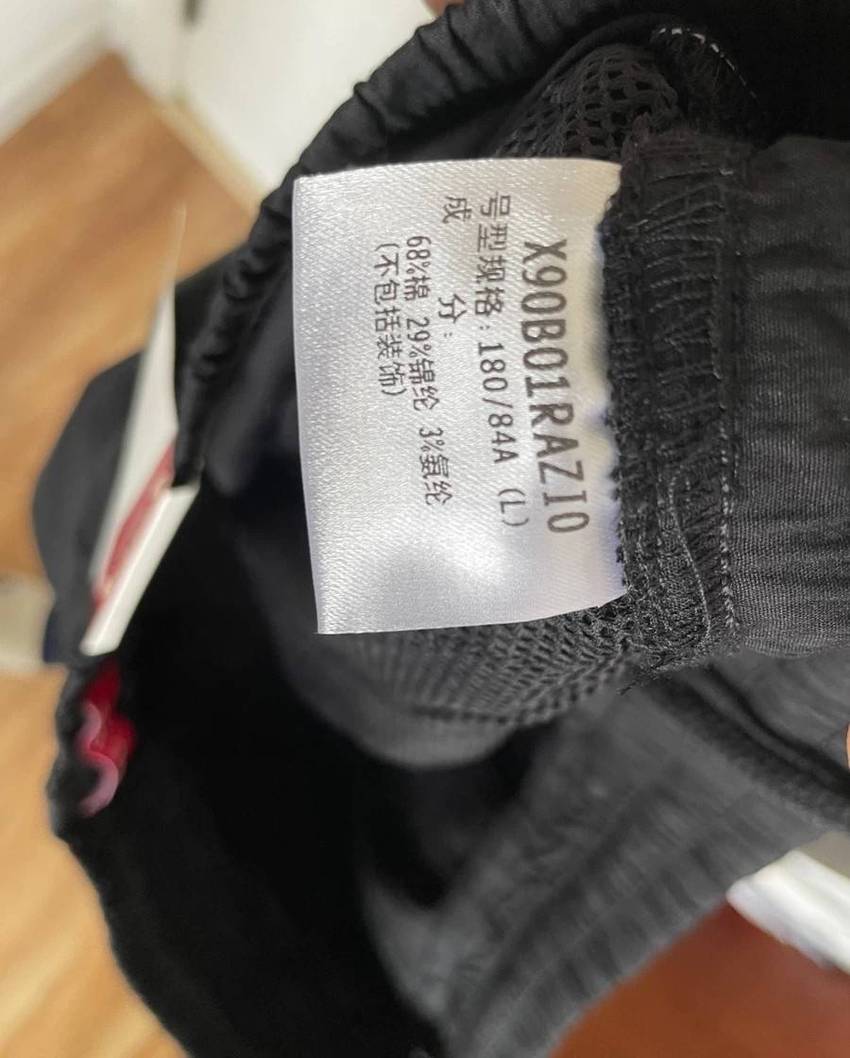 X90B01RAZI0
号型规格:180/84A (L)
成 分:
68%棉 29%锦纶 3%氨纶
(不包括装饰)